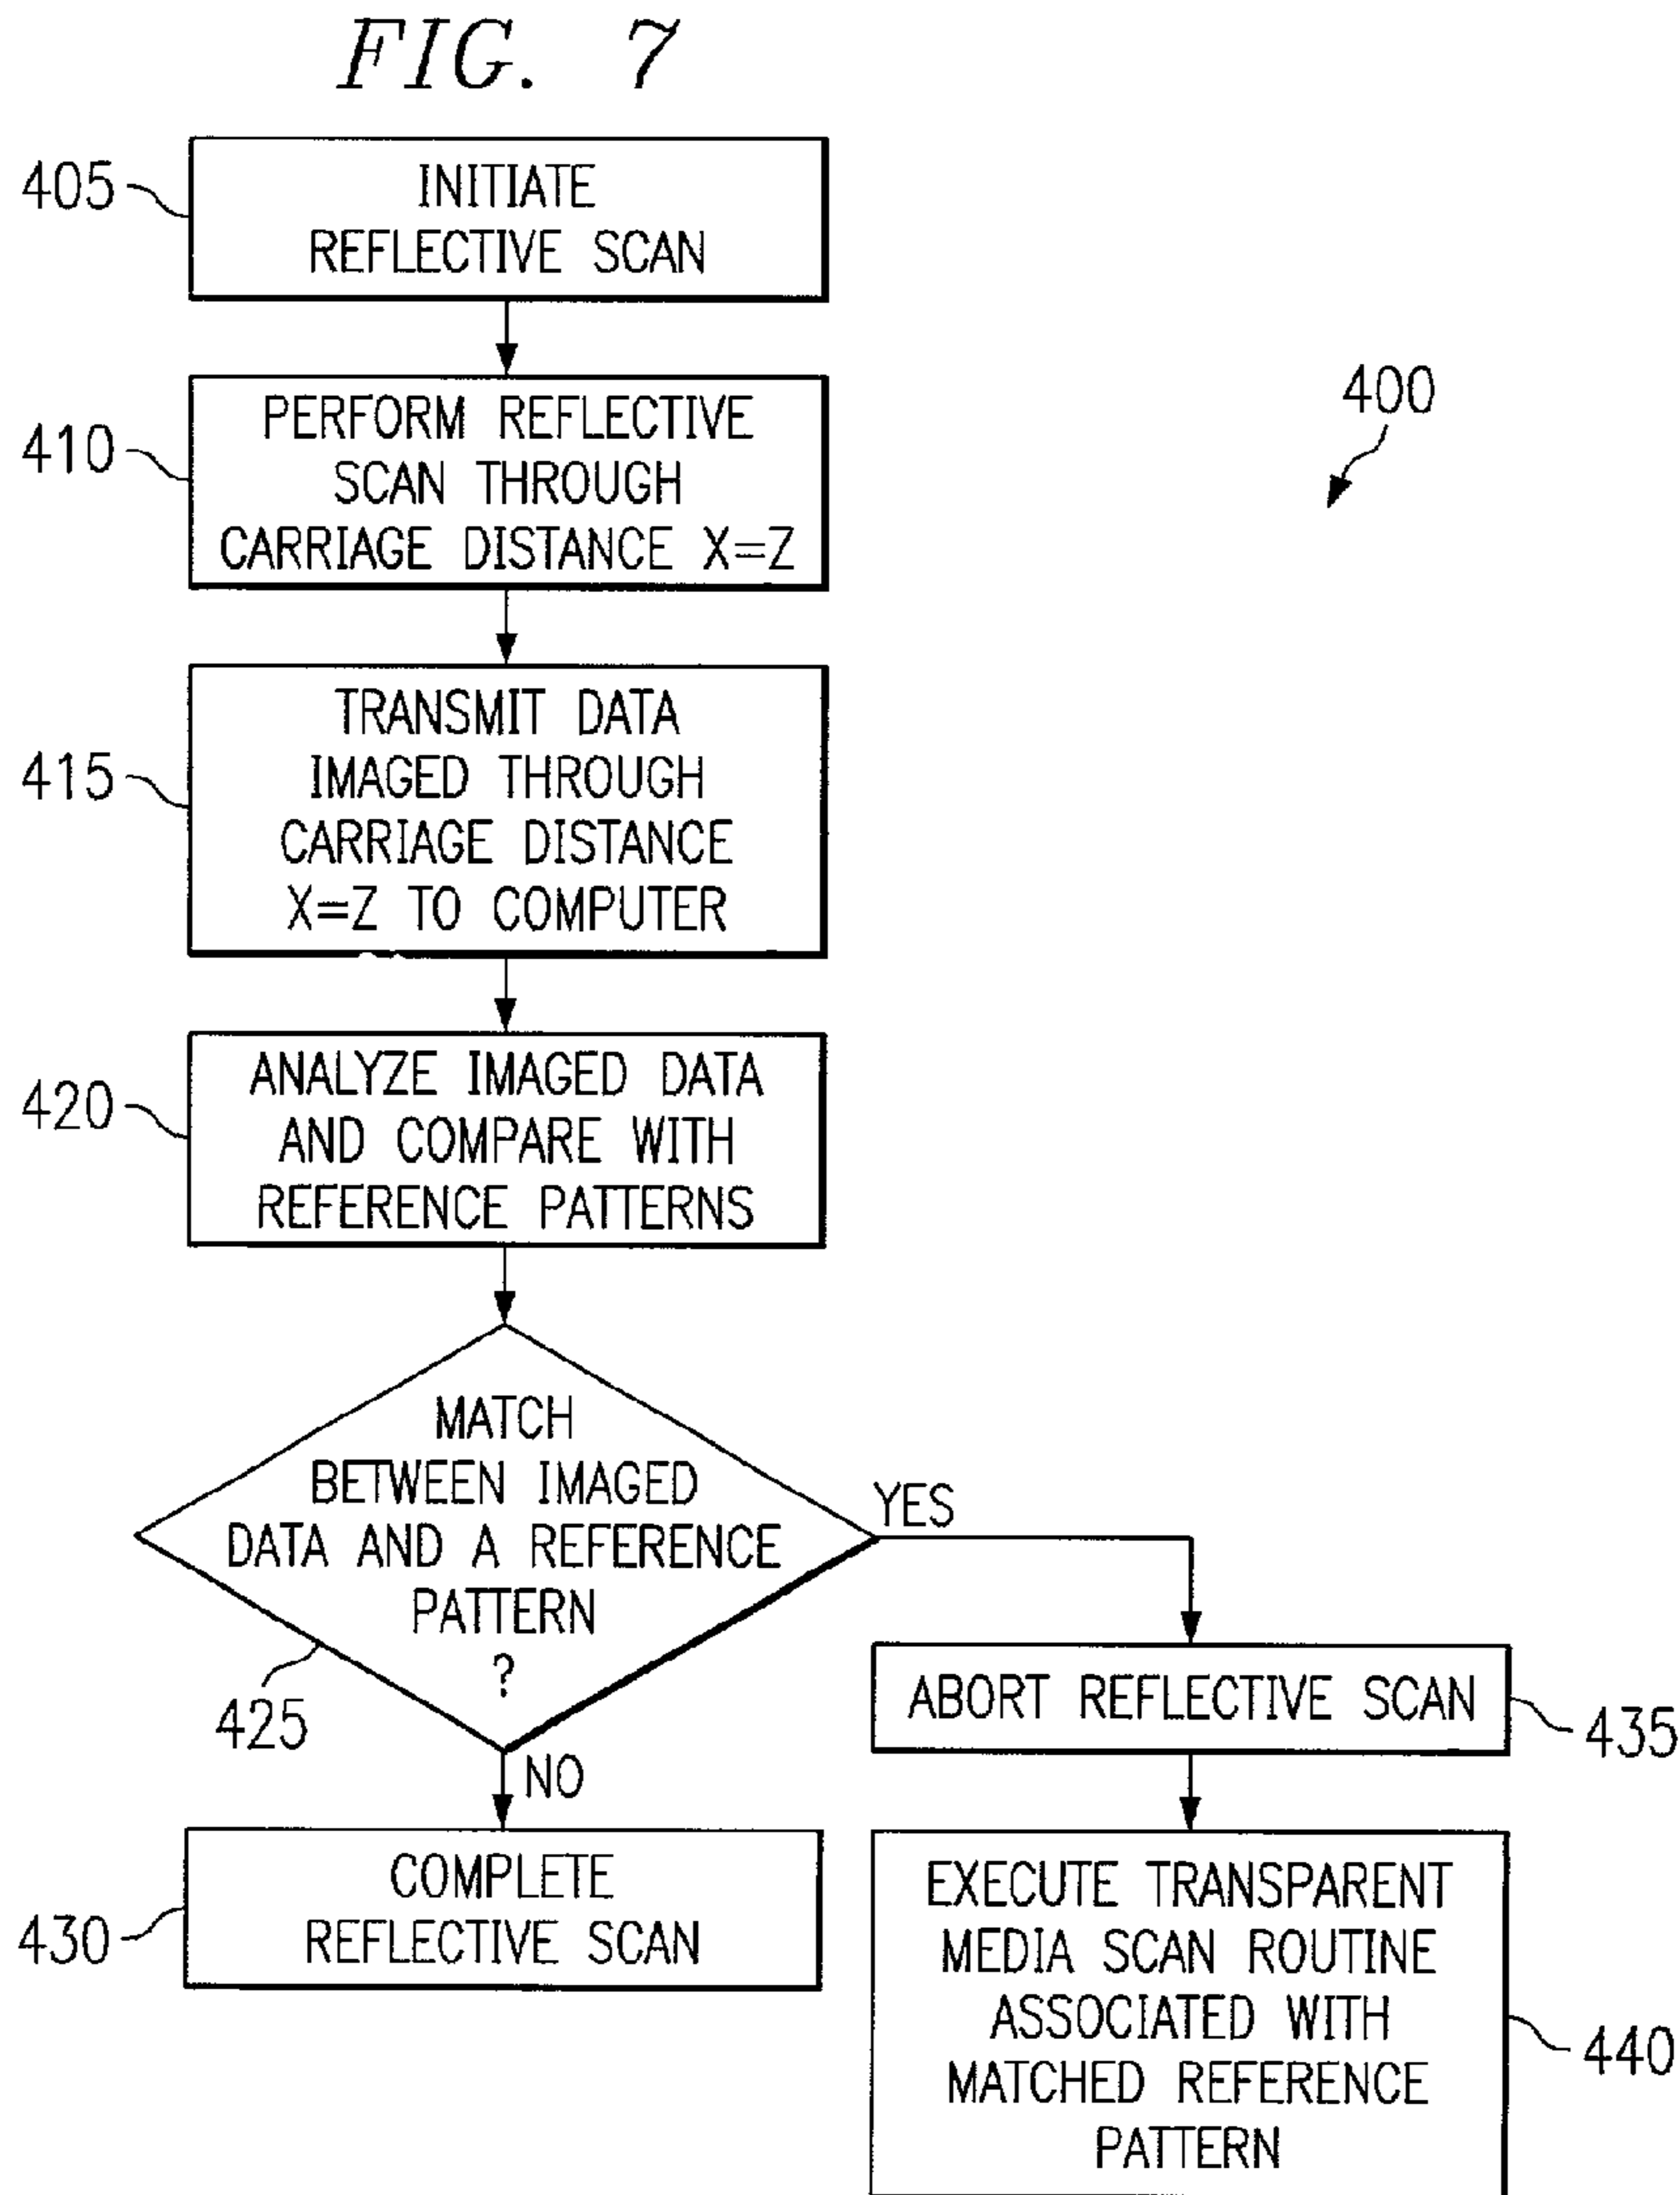 FIG. 7
405
INITIATE
REFLECTIVE SCAN
410
PERFORM REFLECTIVE
SCAN THROUGH
CARRIAGE DISTANCE X=Z
400
415
TRANSMIT DATA
IMAGED THROUGH
CARRIAGE DISTANCE
X=Z TO COMPUTER
420
ANALYZE IMAGED DATA
AND COMPARE WITH
REFERENCE PATTERNS
MATCH
BETWEEN IMAGED
DATA AND A REFERENCE
PATTERN
?
425
YES
NO
ABORT REFLECTIVE SCAN
435
430
COMPLETE
REFLECTIVE SCAN
EXECUTE TRANSPARENT
MEDIA SCAN ROUTINE
ASSOCIATED WITH
MATCHED REFERENCE
PATTERN
440